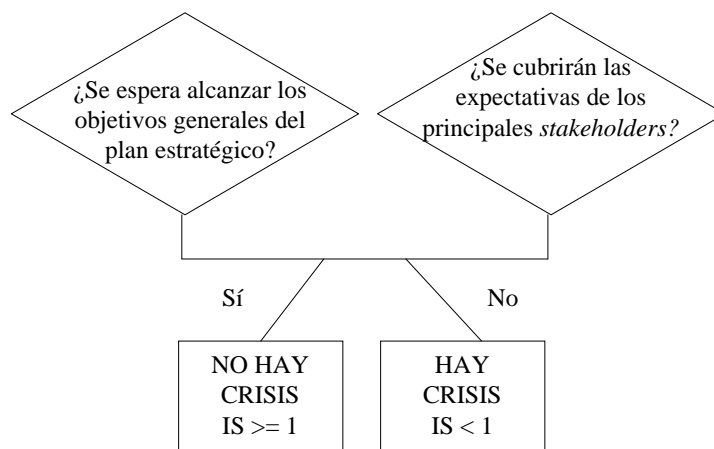 ¿Se espera alcanzar los
objetivos generales del
plan estratégico?
¿Se cubrirán las
expectativas de los
principales stakeholders?
Sí
No
NO HAY
CRISIS
IS >= 1
HAY
CRISIS
IS < 1